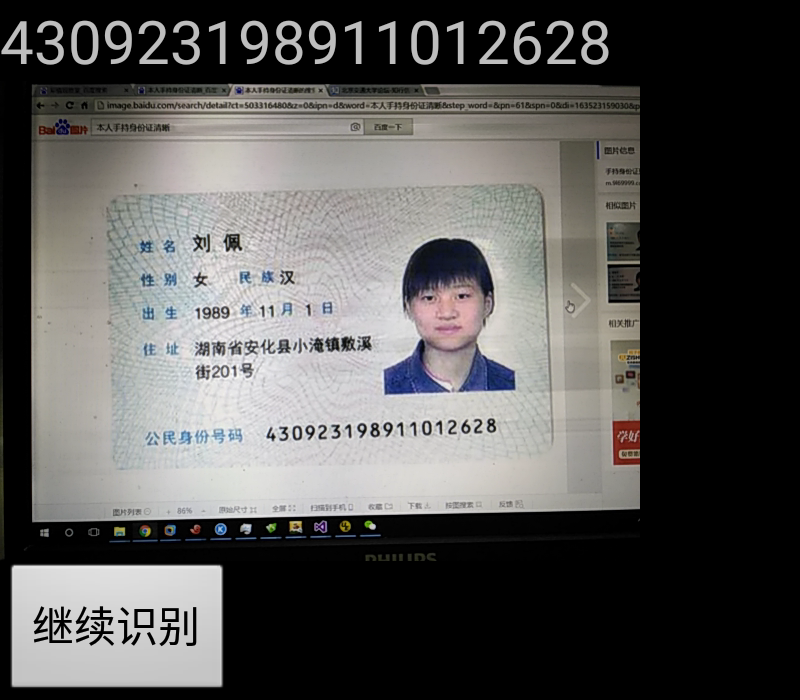 430923198911012628
image.baidu.com/search/detail?ct=503316480&z=0&ipn=d&word=本人手持身份证清晰&step_word=&pn=61&spn=0&di=163523159030&p
Bai 图片 本人手持身份证清晰 百度一下
图片信息
手持身份证
相似图片
姓名 刘佩
性别 女 民族 汉
出生 1989 年 11 月 1 日
相关推广
住址 湖南省安化县小淹镇敷溪
街201号
公民身份号码 430923198911012628
学好
图片列表 + 86% - 原始尺寸 全屏 扫描到手机 收藏 下载 按图搜索 反馈
PHILIPS
继续识别